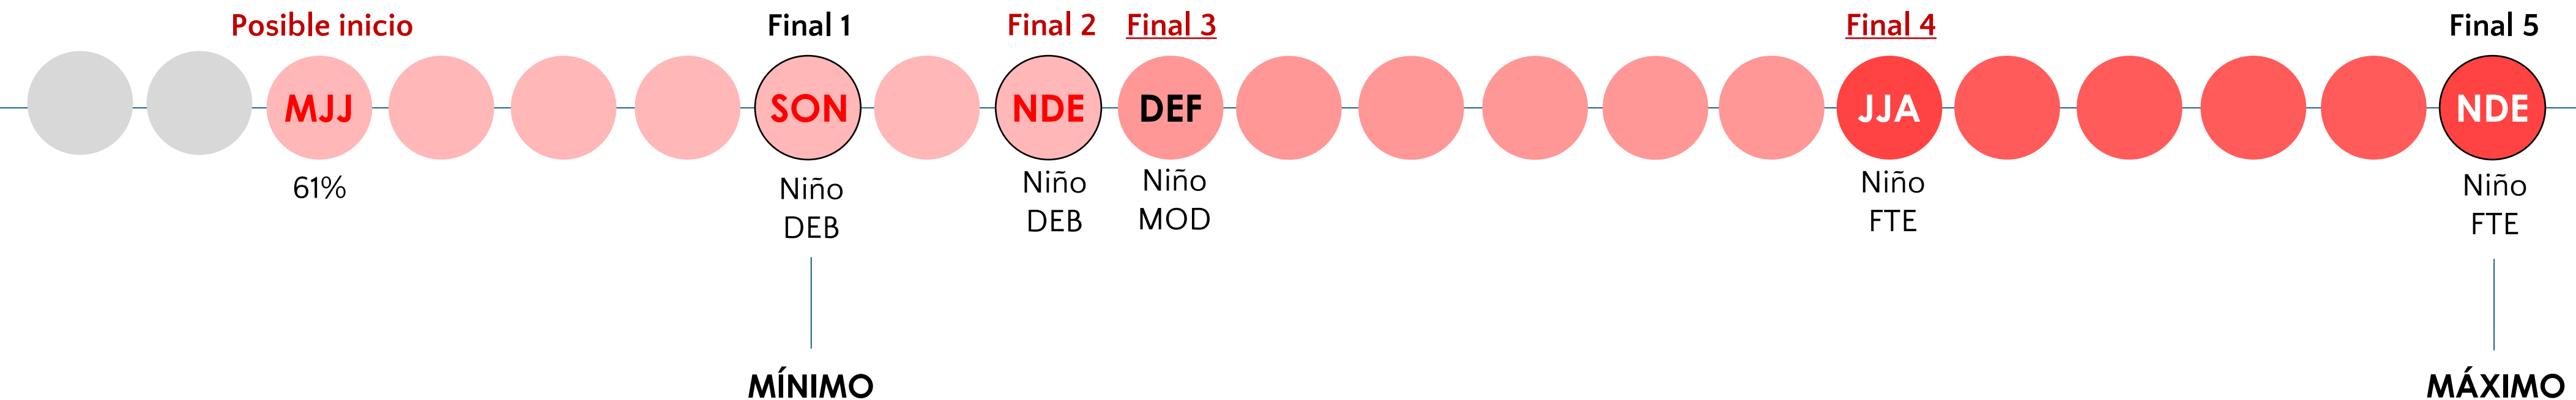 Posible inicio
Final 1
Final 2
Final 3
Final 4
Final 5
MJJ
SON
NDE
DEF
JJA
NDE
61%
Niño
DEB
Niño
DEB
Niño
MOD
Niño
FTE
Niño
FTE
MÍNIMO
MÁXIMO